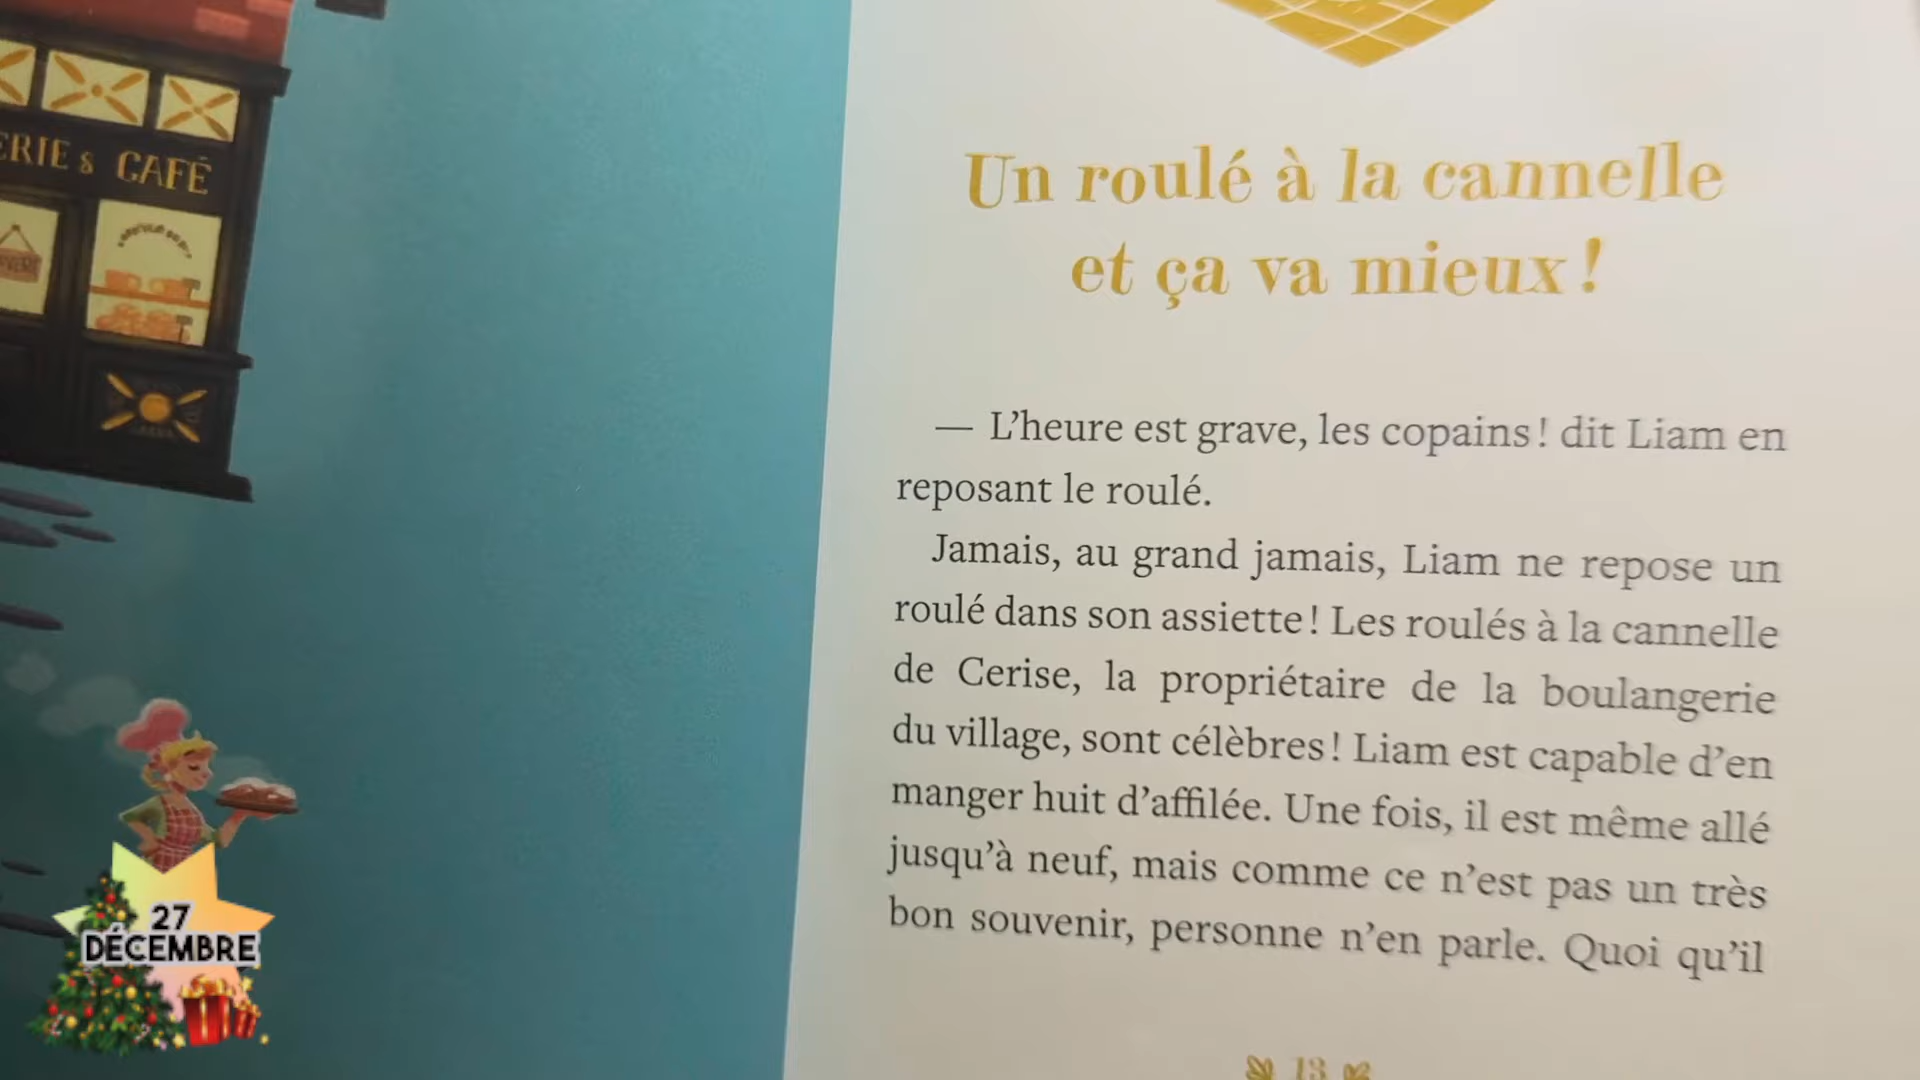 ERIE & CAFÉ
Un roulé à la cannelle
et ça va mieux !
— L’heure est grave, les copains ! dit Liam en
reposant le roulé.
Jamais, au grand jamais, Liam ne repose un
roulé dans son assiette ! Les roulés à la cannelle
de Cerise, la propriétaire de la boulangerie
du village, sont célèbres ! Liam est capable d’en
manger huit d’affilée. Une fois, il est même allé
jusqu’à neuf, mais comme ce n’est pas un très
bon souvenir, personne n’en parle. Quoi qu’il
13
27
DÉCEMBRE